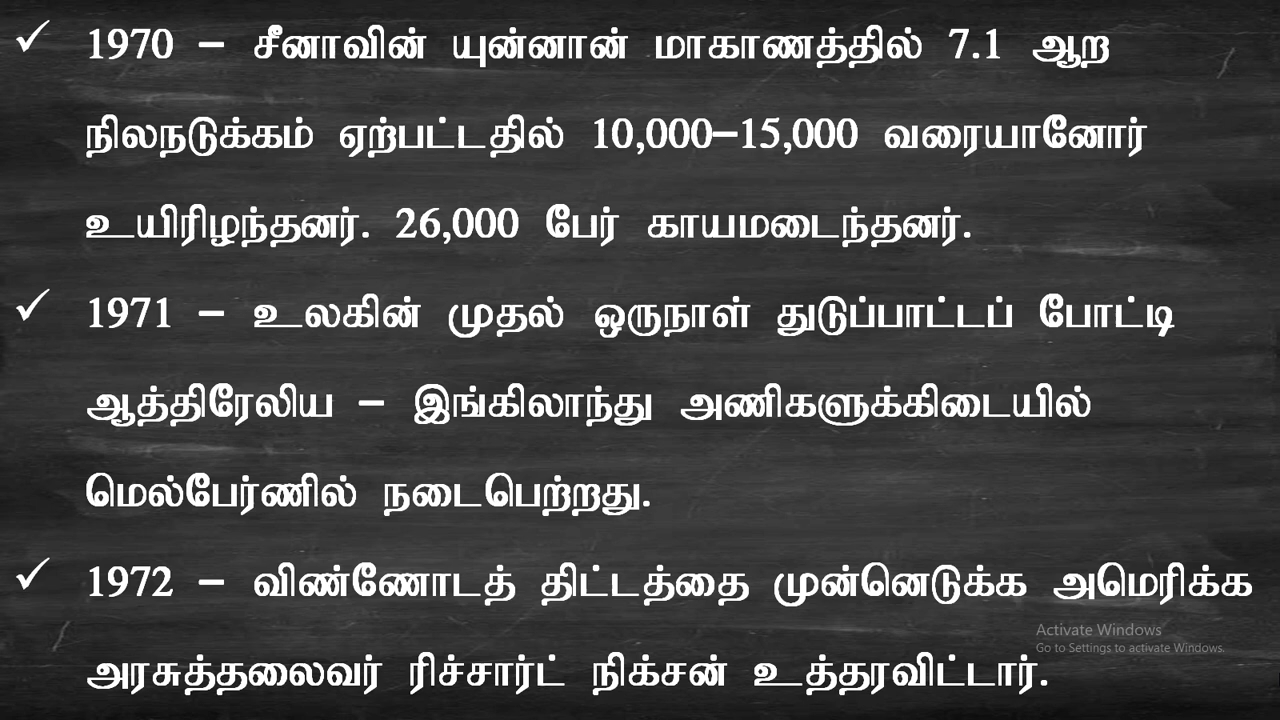 ✓ 1970 – சீனாவின் யுன்னான் மாகாணத்தில் 7.1 ஆற
நிலநடுக்கம் ஏற்பட்டதில் 10,000–15,000 வரையானோர்
உயிரிழந்தனர். 26,000 பேர் காயமடைந்தனர்.
✓ 1971 – உலகின் முதல் ஒருநாள் துடுப்பாட்டப் போட்டி
ஆத்திரேலிய – இங்கிலாந்து அணிகளுக்கிடையில்
மெல்பேர்ணில் நடைபெற்றது.
✓ 1972 – விண்ணோடத் திட்டத்தை முன்னெடுக்க அமெரிக்க
Activate Windows
Go to Settings to activate Windows.
அரசுத்தலைவர் ரிச்சார்ட் நிக்சன் உத்தரவிட்டார்.